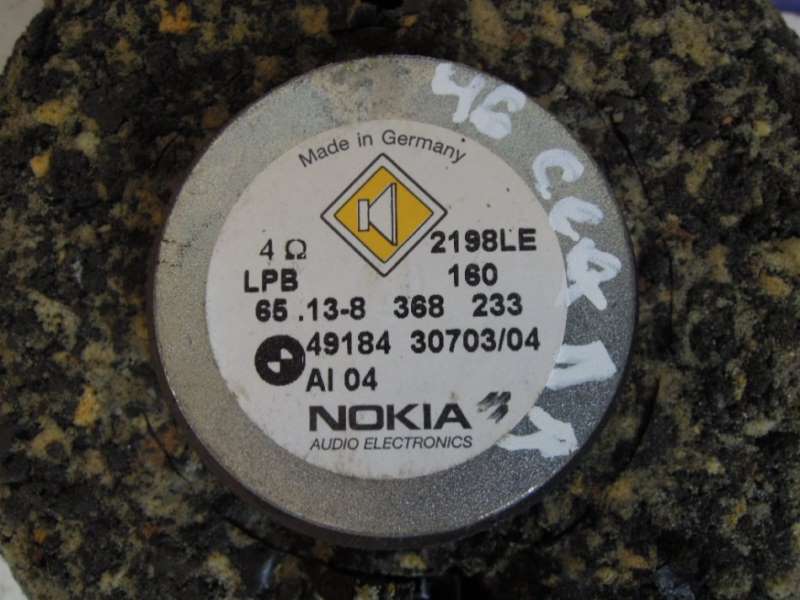 Made in Germany
4 Ω 2198LE
LPB 160
65 .13-8 368 233
49184 30703/04
AI 04
NOKIA
AUDIO ELECTRONICS
46